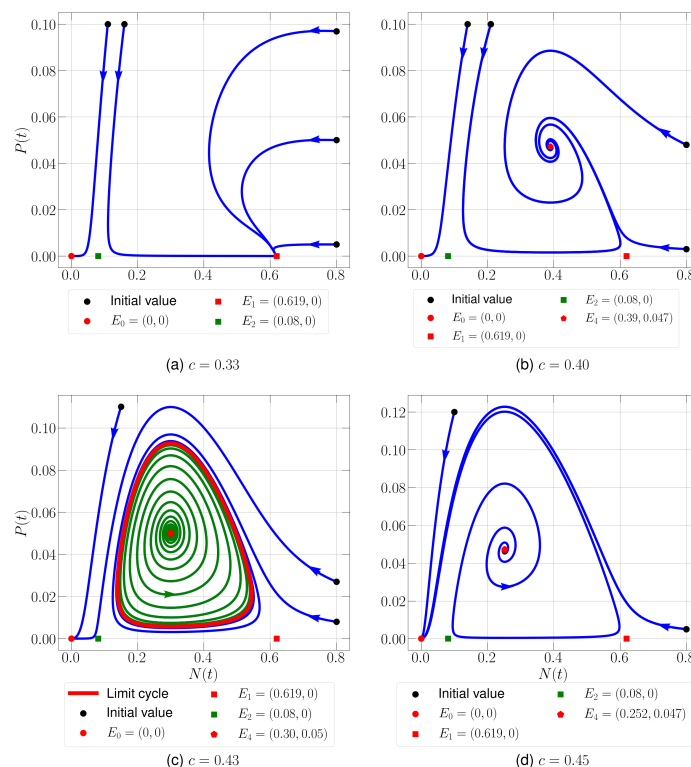 0.10
0.08
0.06
0.04
0.02
0.00
P(t)
0.0 0.2 0.4 0.6 0.8
Initial value
E₀ = (0, 0)
E₁ = (0.619, 0)
E₂ = (0.08, 0)
(a) c = 0.33
0.10
0.08
0.06
0.04
0.02
0.00
0.0 0.2 0.4 0.6 0.8
Initial value
E₀ = (0, 0)
E₁ = (0.619, 0)
E₂ = (0.08, 0)
E₄ = (0.39, 0.047)
(b) c = 0.40
0.10
0.08
0.06
0.04
0.02
0.00
P(t)
0.0 0.2 0.4 0.6 0.8
N(t)
Limit cycle
Initial value
E₀ = (0, 0)
E₁ = (0.619, 0)
E₂ = (0.08, 0)
E₄ = (0.30, 0.05)
(c) c = 0.43
0.12
0.10
0.08
0.06
0.04
0.02
0.00
0.0 0.2 0.4 0.6 0.8
N(t)
Initial value
E₀ = (0, 0)
E₁ = (0.619, 0)
E₂ = (0.08, 0)
E₄ = (0.252, 0.047)
(d) c = 0.45